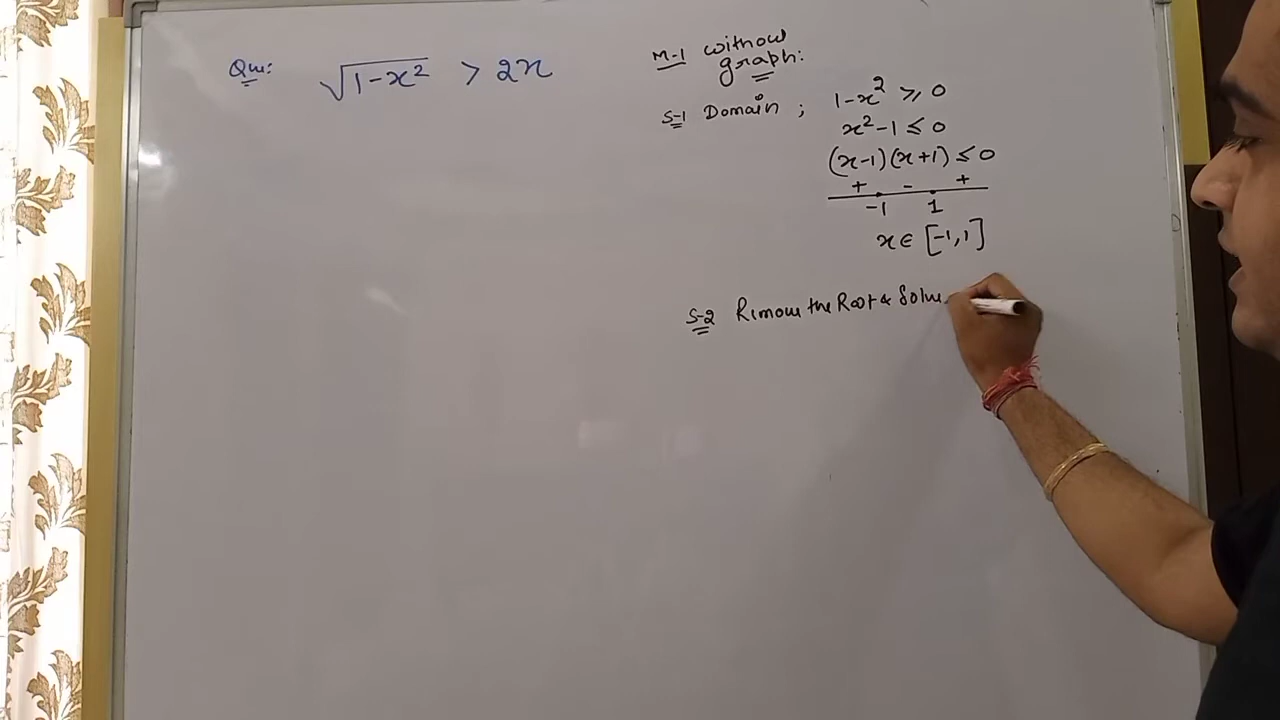 Que: √1-x² > 2x
M-1 without
graph:
S-1 Domain ; 1-x² ≥ 0
x²-1 ≤ 0
(x-1)(x+1) ≤ 0
+ - +
-1 1
x ∈ [-1,1]
S-2 Remove the Root & Solve